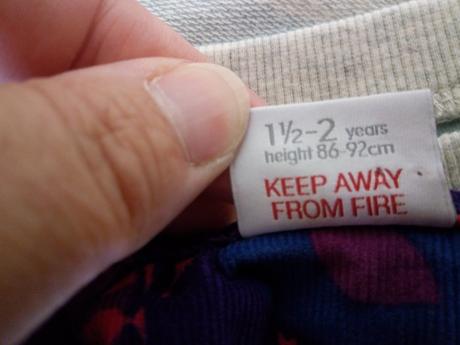 1½-2 years
height 86-92cm
KEEP AWAY
FROM FIRE